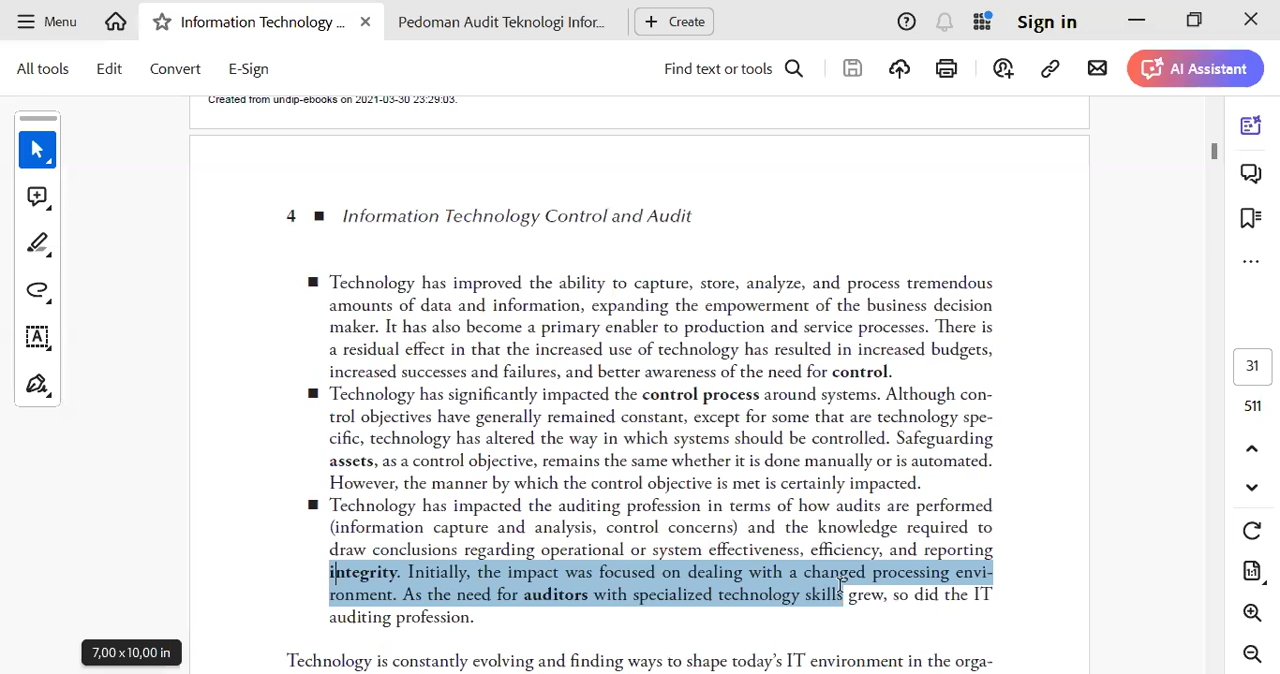 Menu
Information Technology ...
Pedoman Audit Teknologi Infor...
Create
Sign in
All tools
Edit
Convert
E-Sign
Find text or tools
AI Assistant
Created from undip-ebooks on 2021-03-30 23:29:03.
4 ■ Information Technology Control and Audit
■ Technology has improved the ability to capture, store, analyze, and process tremendous
amounts of data and information, expanding the empowerment of the business decision
maker. It has also become a primary enabler to production and service processes. There is
a residual effect in that the increased use of technology has resulted in increased budgets,
increased successes and failures, and better awareness of the need for control.
■ Technology has significantly impacted the control process around systems. Although con-
trol objectives have generally remained constant, except for some that are technology spe-
cific, technology has altered the way in which systems should be controlled. Safeguarding
assets, as a control objective, remains the same whether it is done manually or is automated.
However, the manner by which the control objective is met is certainly impacted.
■ Technology has impacted the auditing profession in terms of how audits are performed
(information capture and analysis, control concerns) and the knowledge required to
draw conclusions regarding operational or system effectiveness, efficiency, and reporting
integrity. Initially, the impact was focused on dealing with a changed processing envi-
ronment. As the need for auditors with specialized technology skills grew, so did the IT
auditing profession.
Technology is constantly evolving and finding ways to shape today's IT environment in the orga-
7,00 x 10,00 in
31
511
1:1